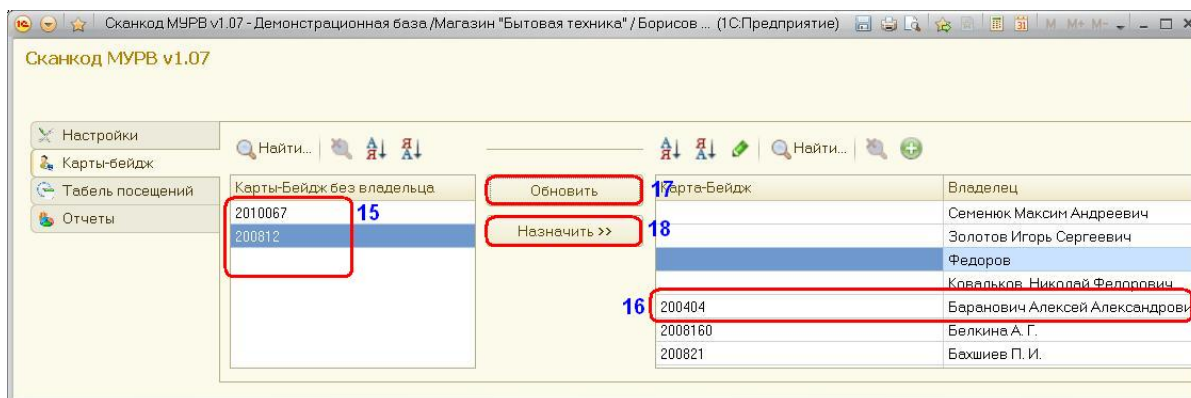 Сканкод МУРВ v1.07 - Демонстрационная база /Магазин "Бытовая техника" / Борисов ... (1С:Предприятие) M M+ M-
Сканкод МУРВ v1.07
Настройки
Карты-бейдж
Табель посещений
Отчеты
Найти...
Найти...
Карты-Бейдж без владельца
2010067 15
200812
Обновить 17
Назначить >> 18
Карта-Бейдж Владелец
Семенюк Максим Андреевич
Золотов Игорь Сергеевич
Федоров
Ковальков Николай Федорович
16 200404 Баранович Алексей Александрови
2008160 Белкина А. Г.
200821 Бахшиев П. И.